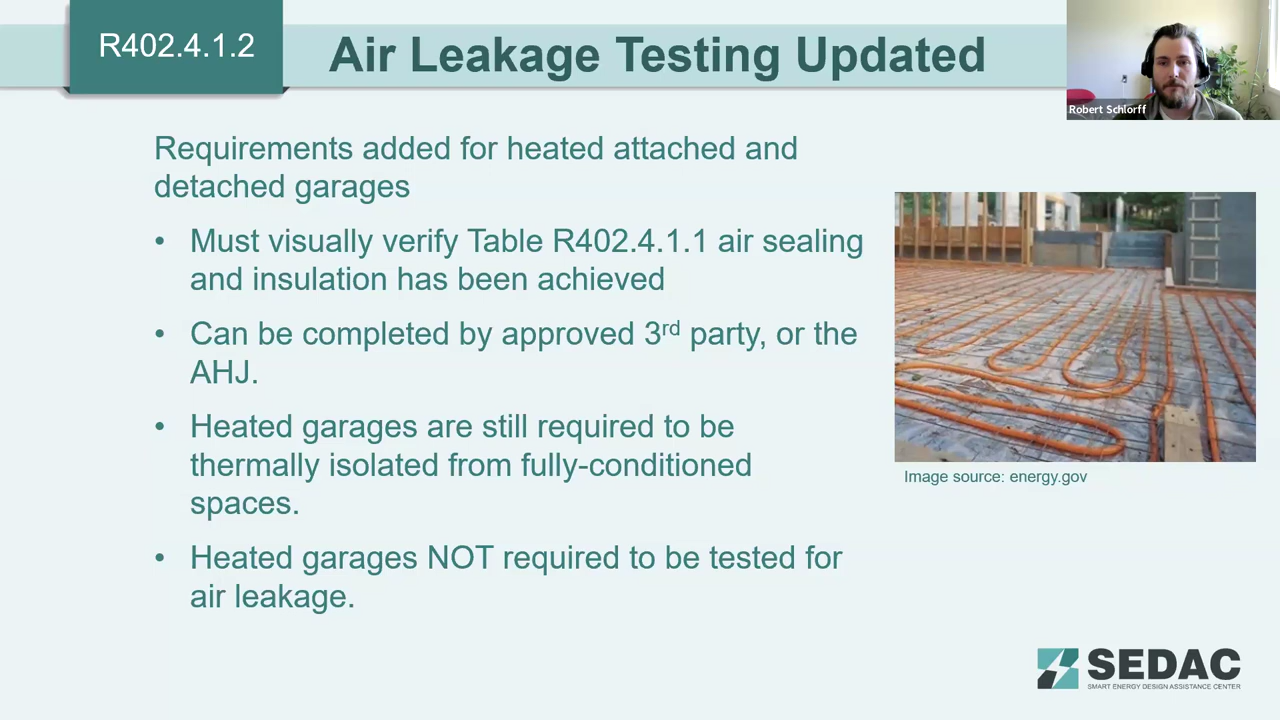 R402.4.1.2
Air Leakage Testing Updated
Robert Schlorff
Requirements added for heated attached and
detached garages
• Must visually verify Table R402.4.1.1 air sealing
and insulation has been achieved
• Can be completed by approved 3rd party, or the
AHJ.
• Heated garages are still required to be
thermally isolated from fully-conditioned
spaces.
• Heated garages NOT required to be tested for
air leakage.
Image source: energy.gov
SEDAC
SMART ENERGY DESIGN ASSISTANCE CENTER